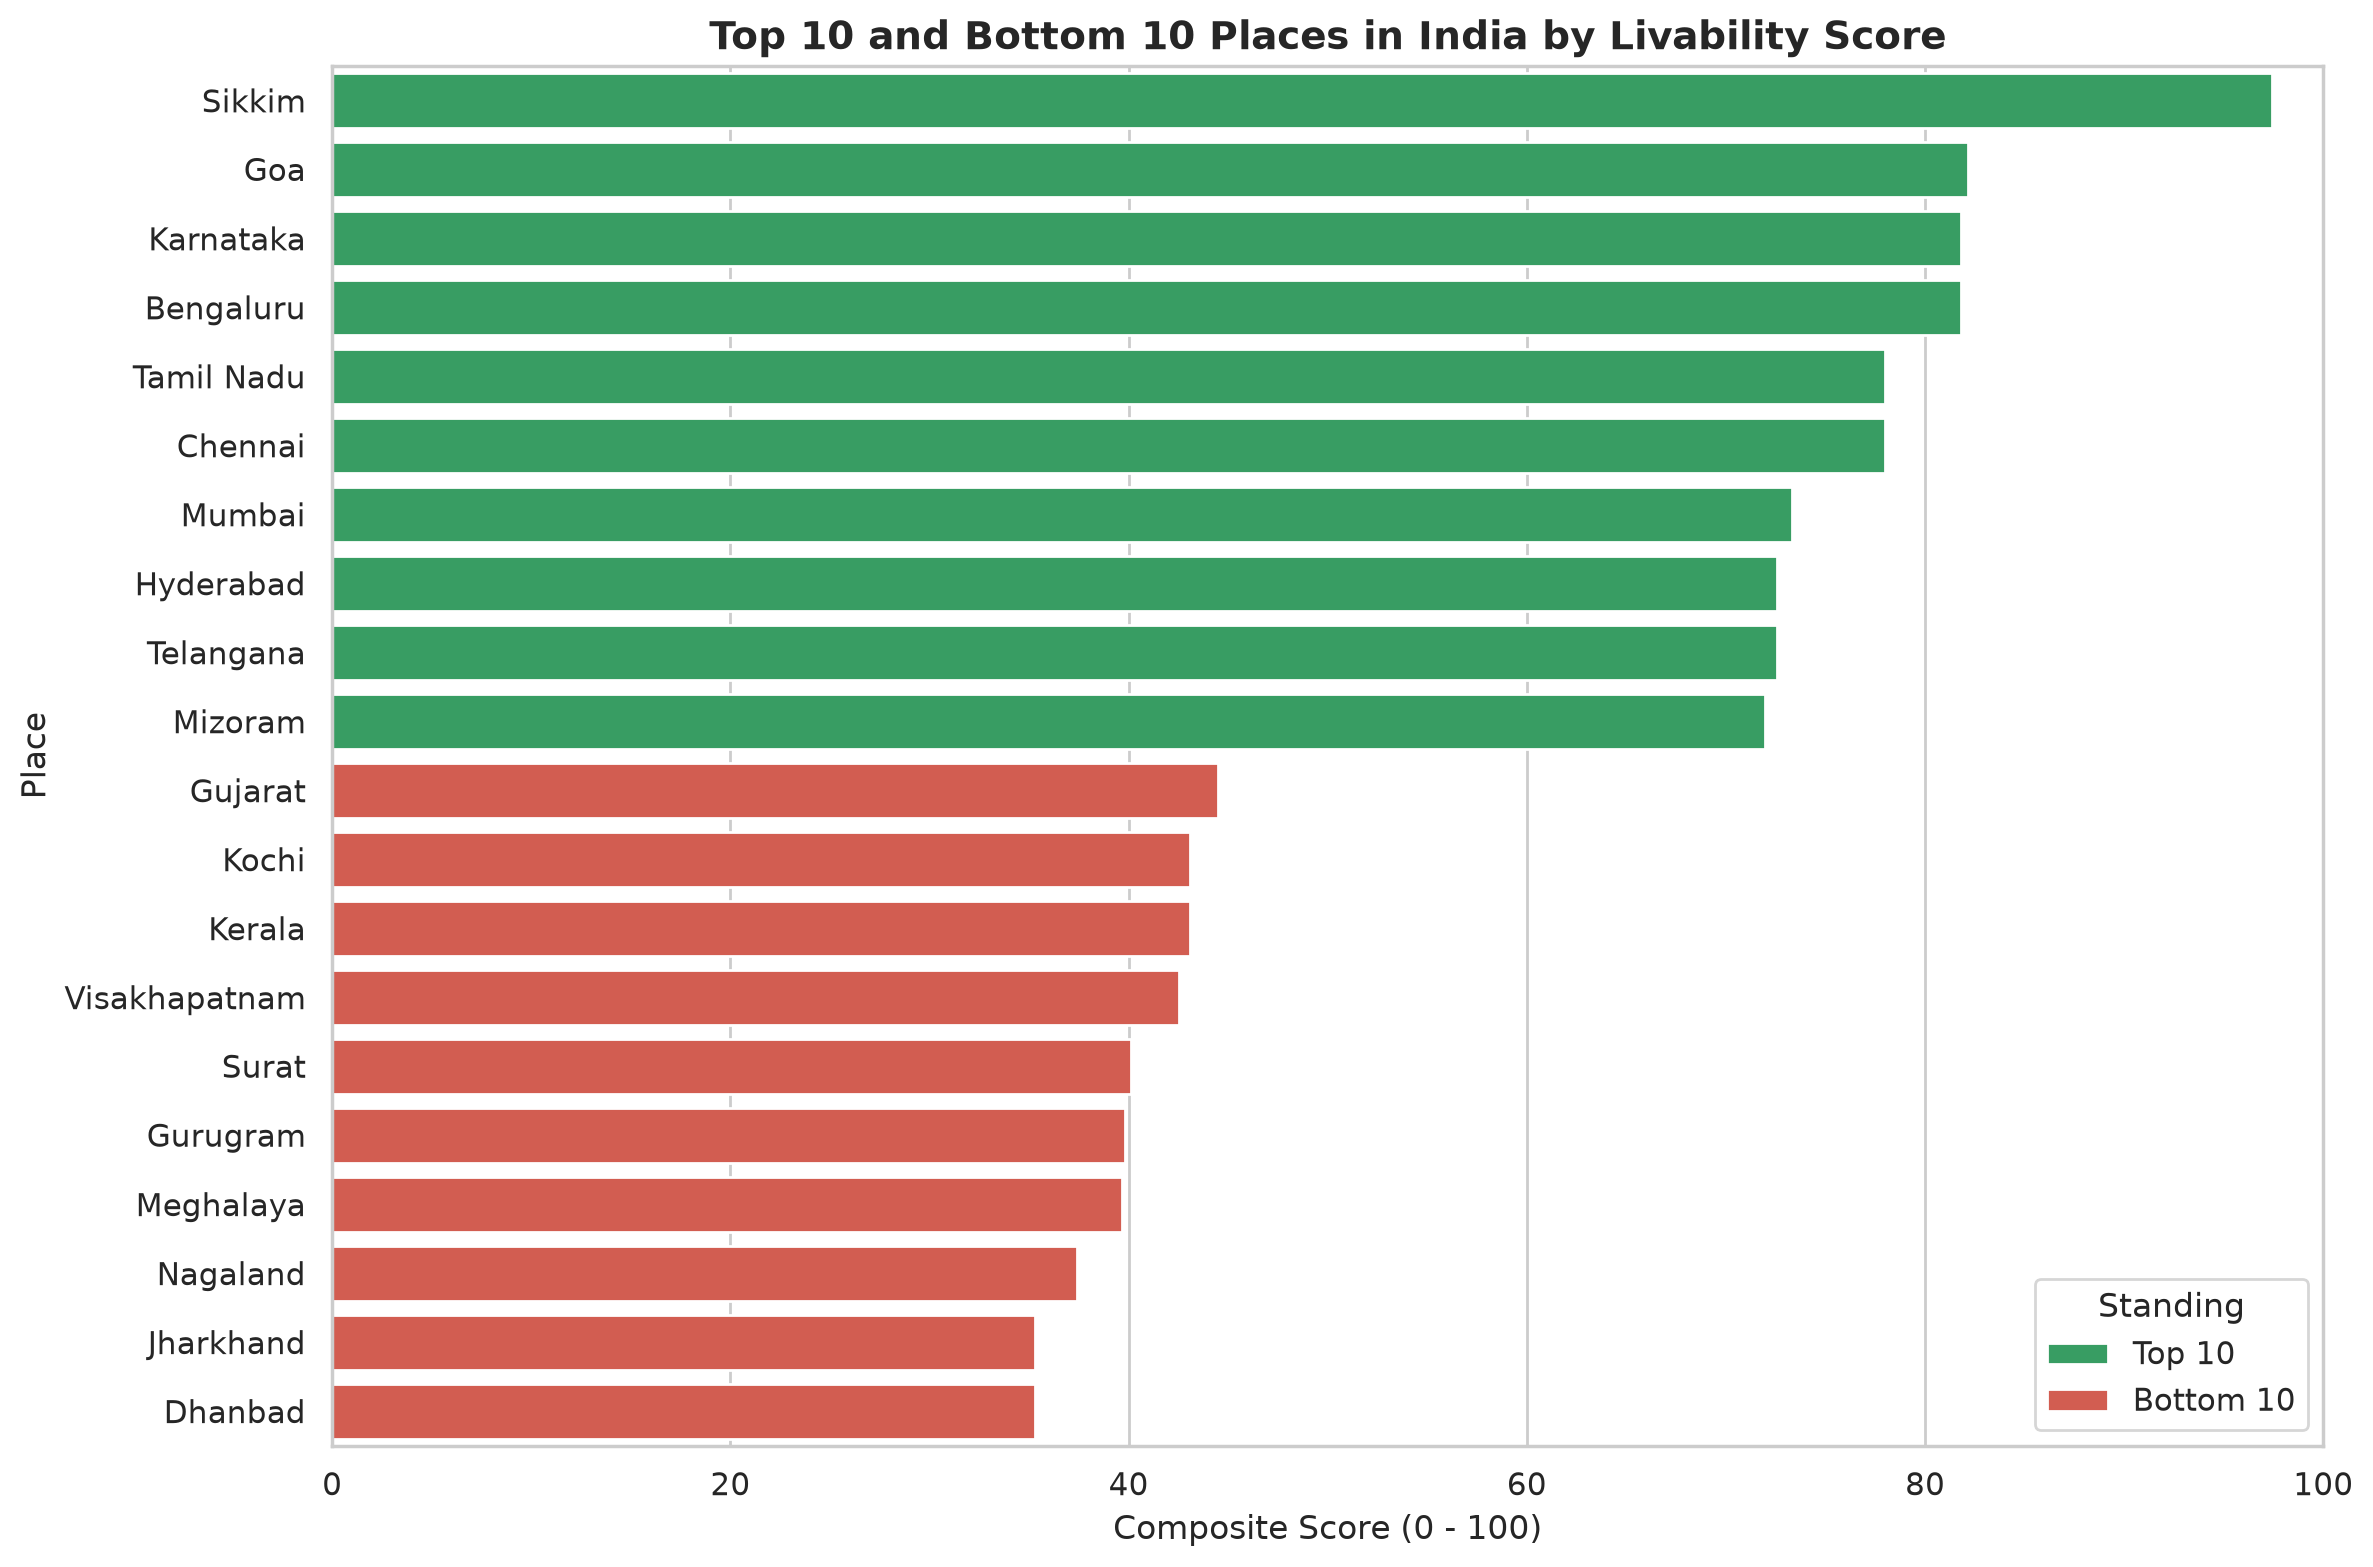 Top 10 and Bottom 10 Places in India by Livability Score
Place
Sikkim
Goa
Karnataka
Bengaluru
Tamil Nadu
Chennai
Mumbai
Hyderabad
Telangana
Mizoram
Gujarat
Kochi
Kerala
Visakhapatnam
Surat
Gurugram
Meghalaya
Nagaland
Jharkhand
Dhanbad
Standing
Top 10
Bottom 10
0 20 40 60 80 100
Composite Score (0 - 100)